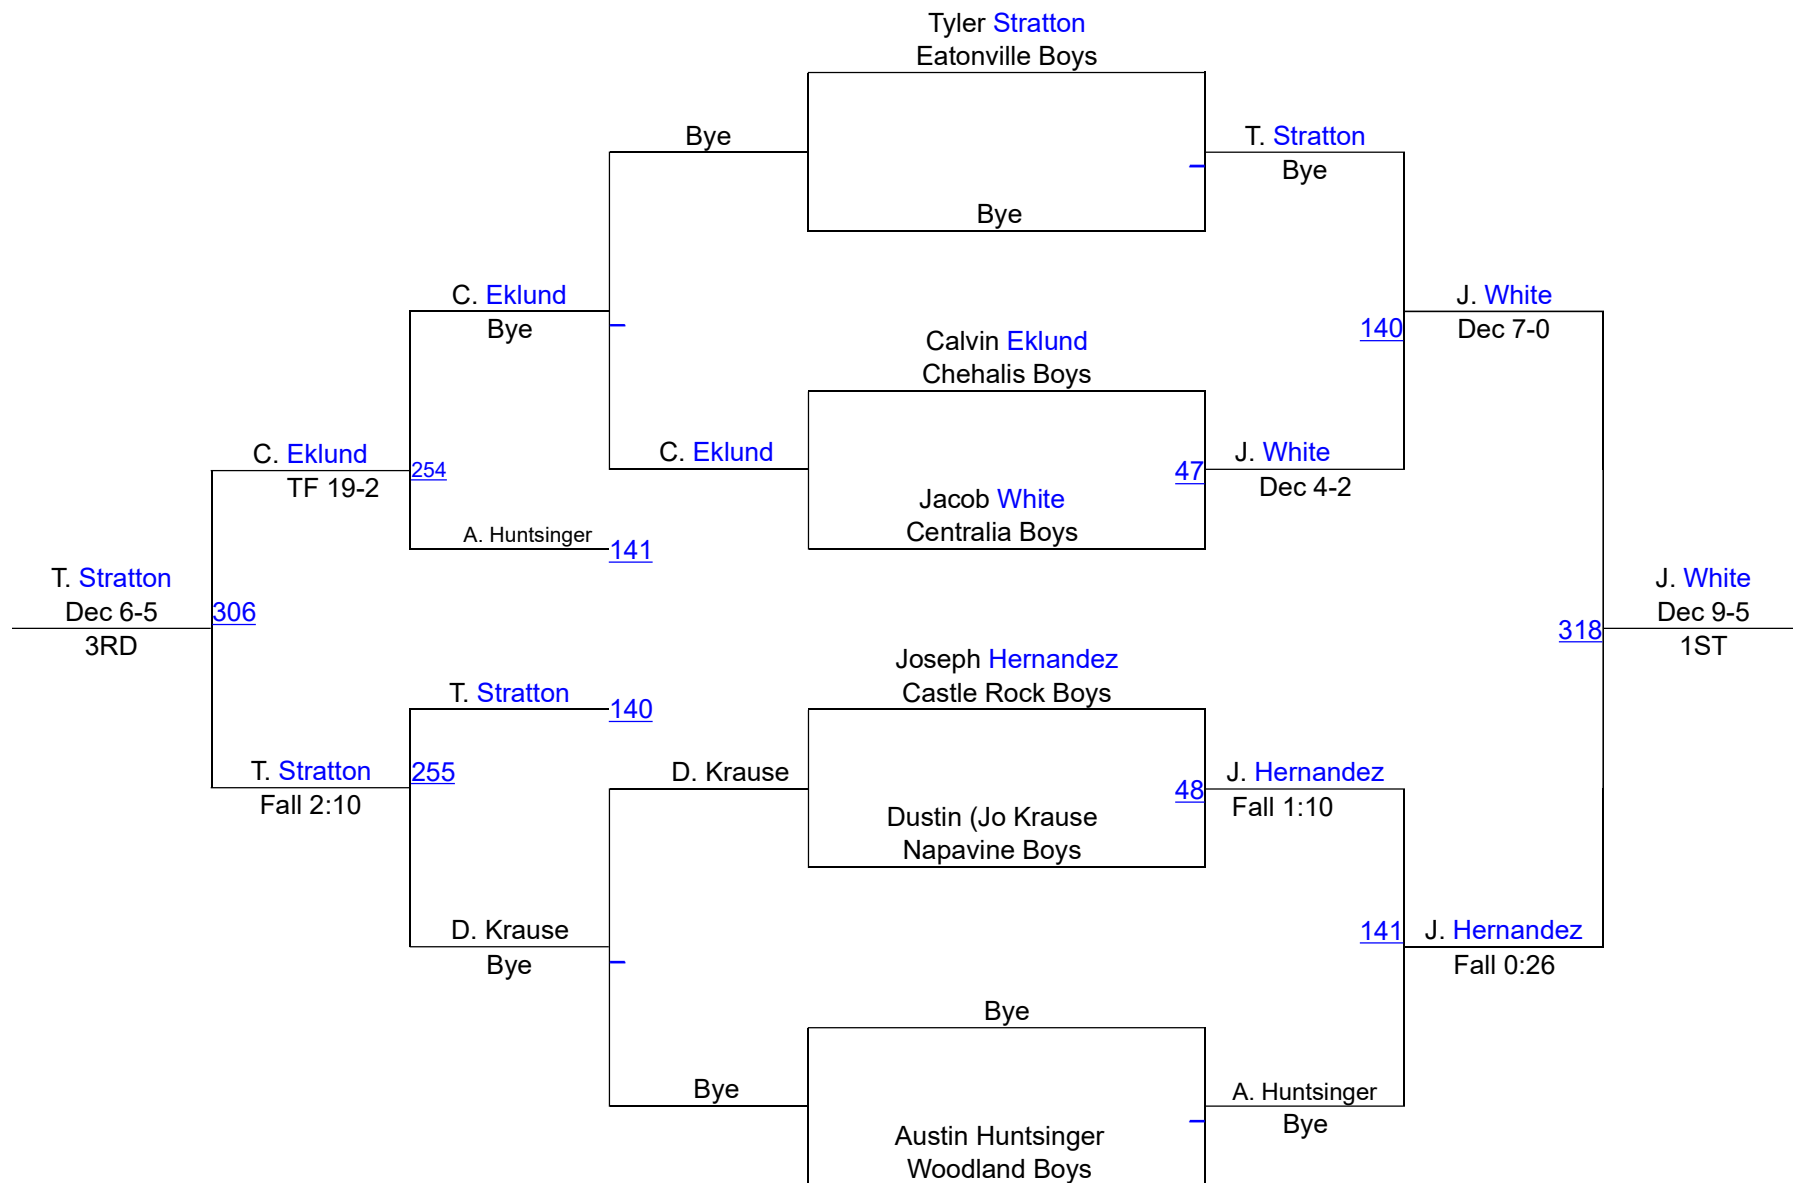 Tyler Stratton
Eatonville Boys
Bye
T. Stratton
Bye
Bye
C. Eklund
Bye
J. White
Dec 7-0
140
Calvin Eklund
Chehalis Boys
C. Eklund
TF 19-2
254
C. Eklund
47
J. White
Dec 4-2
Jacob White
Centralia Boys
A. Huntsinger
141
T. Stratton
Dec 6-5
3RD
306
J. White
Dec 9-5
1ST
318
Joseph Hernandez
Castle Rock Boys
T. Stratton
140
T. Stratton
Fall 2:10
255
D. Krause
48
J. Hernandez
Fall 1:10
Dustin (Jo Krause
Napavine Boys
D. Krause
Bye
141
J. Hernandez
Fall 0:26
Bye
Bye
A. Huntsinger
Bye
Austin Huntsinger
Woodland Boys